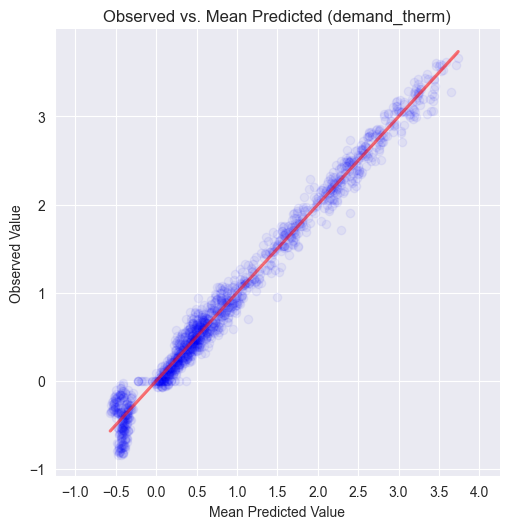 Observed vs. Mean Predicted (demand_therm)
Observed Value
3
2
1
0
−1
−1.0 −0.5 0.0 0.5 1.0 1.5 2.0 2.5 3.0 3.5 4.0
Mean Predicted Value